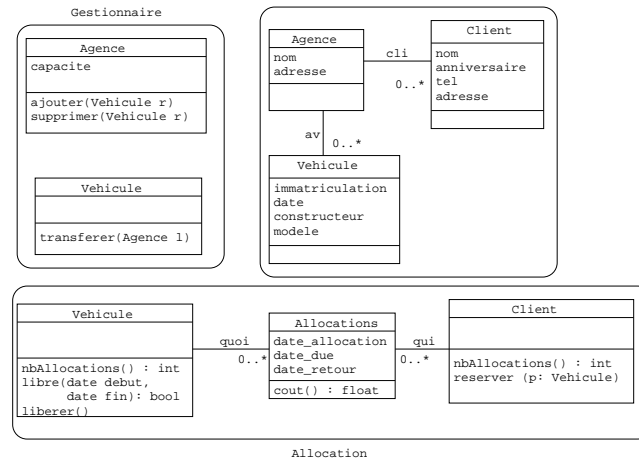 Gestionnaire
Agence
capacite
ajouter(Vehicule r)
supprimer(Vehicule r)
Vehicule
transferer(Agence l)
Agence
nom
adresse
cli
0..*
Client
nom
anniversaire
tel
adresse
av
0..*
Vehicule
immatriculation
date
constructeur
modele
Vehicule
nbAllocations() : int
libre(date debut,
date fin): bool
liberer()
quoi
0..*
Allocations
date_allocation
date_due
date_retour
cout() : float
qui
0..*
Client
nbAllocations() : int
reserver (p: Vehicule)
Allocation